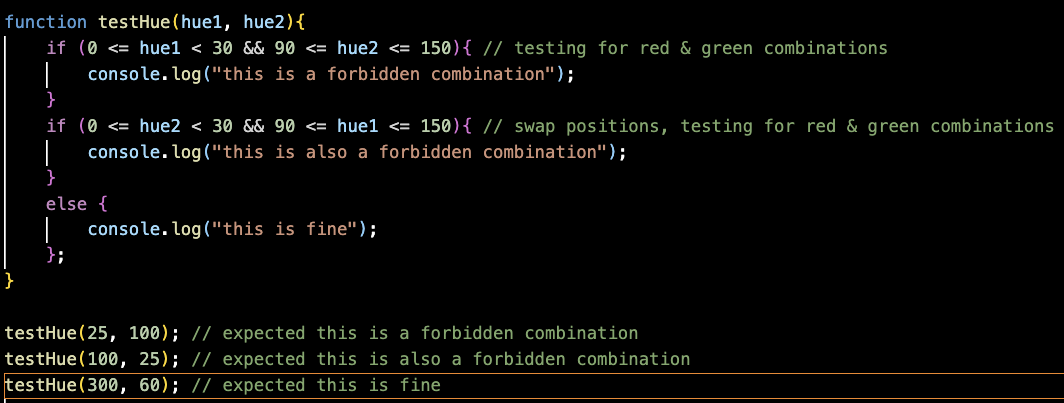 function testHue(hue1, hue2){
    if (0 <= hue1 < 30 && 90 <= hue2 <= 150){ // testing for red & green combinations
        console.log("this is a forbidden combination");
    }
    if (0 <= hue2 < 30 && 90 <= hue1 <= 150){ // swap positions, testing for red & green combinations
        console.log("this is also a forbidden combination");
    }
    else {
        console.log("this is fine");
    };
}

testHue(25, 100); // expected this is a forbidden combination
testHue(100, 25); // expected this is also a forbidden combination
testHue(300, 60); // expected this is fine